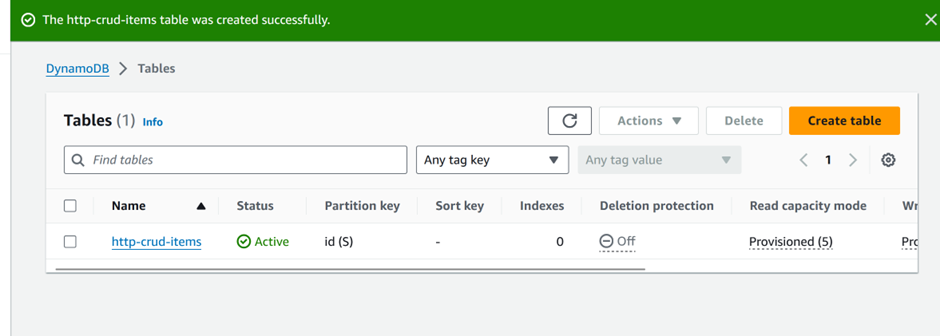 The http-crud-items table was created successfully.
DynamoDB Tables
Tables (1) Info Actions Delete Create table
Find tables Any tag key Any tag value 1
Name Status Partition key Sort key Indexes Deletion protection Read capacity mode
http-crud-items Active id (S) - 0 Off Provisioned (5)